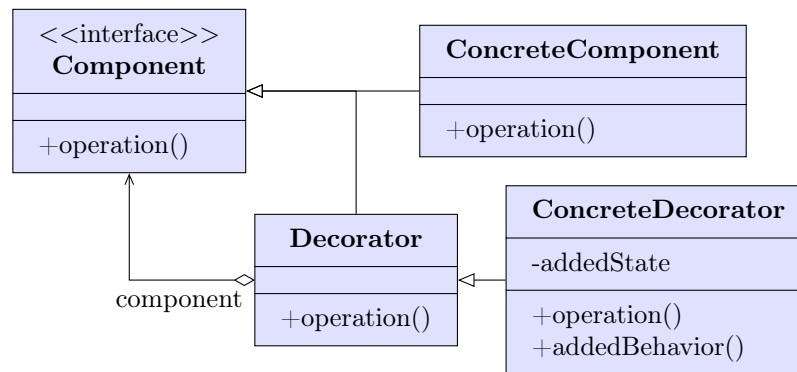 <<interface>>
Component
+operation()
ConcreteComponent
+operation()
Decorator
+operation()
component
ConcreteDecorator
-addedState
+operation()
+addedBehavior()